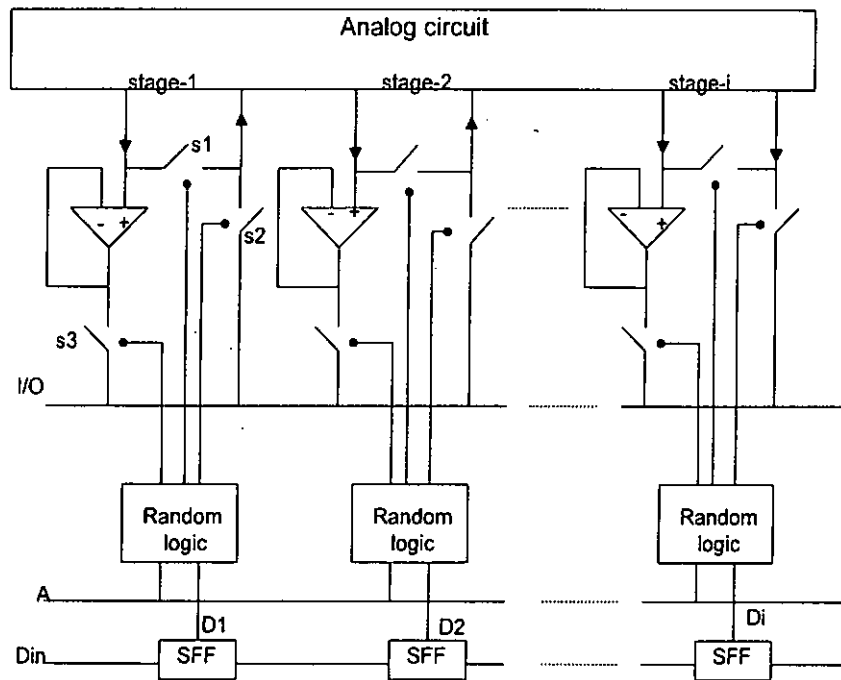 Analog circuit
stage-1 stage-2 stage-i
s1
- + - + - +
s2
s3
I/O
Random logic Random logic Random logic
A
D1 D2 Di
Din SFF SFF SFF